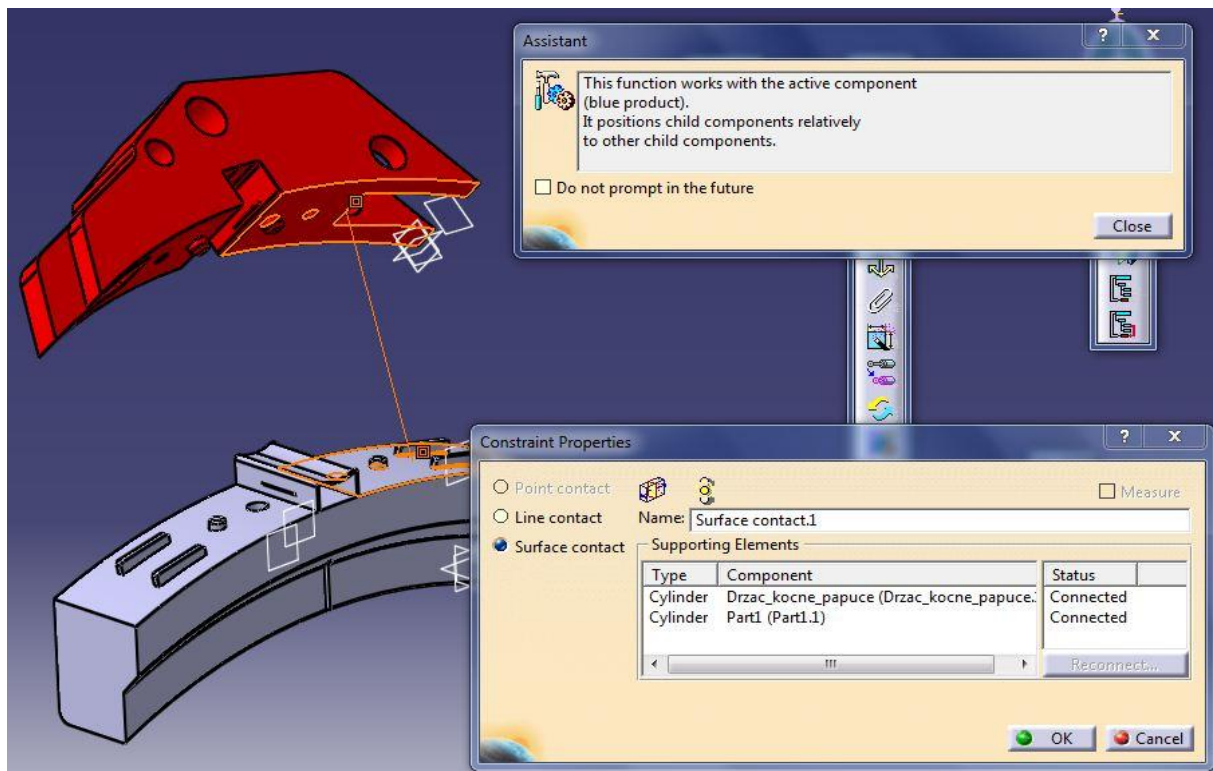 Assistant
This function works with the active component
(blue product).
It positions child components relatively
to other child components.
Do not prompt in the future
Close
Constraint Properties
Point contact
Measure
Line contact
Name: Surface contact.1
Surface contact
Supporting Elements
Type Component Status
Cylinder Drzac_kocne_papuce (Drzac_kocne_papuce. Connected
Cylinder Part1 (Part1.1) Connected
Reconnect...
OK Cancel